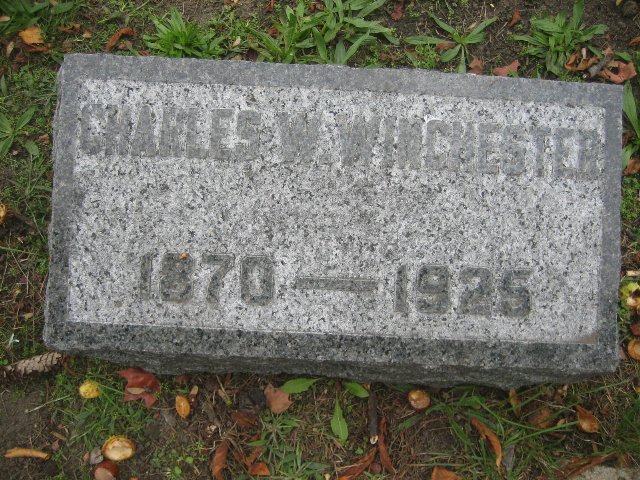 CHARLES W. WINCHESTER
1870 — 1925